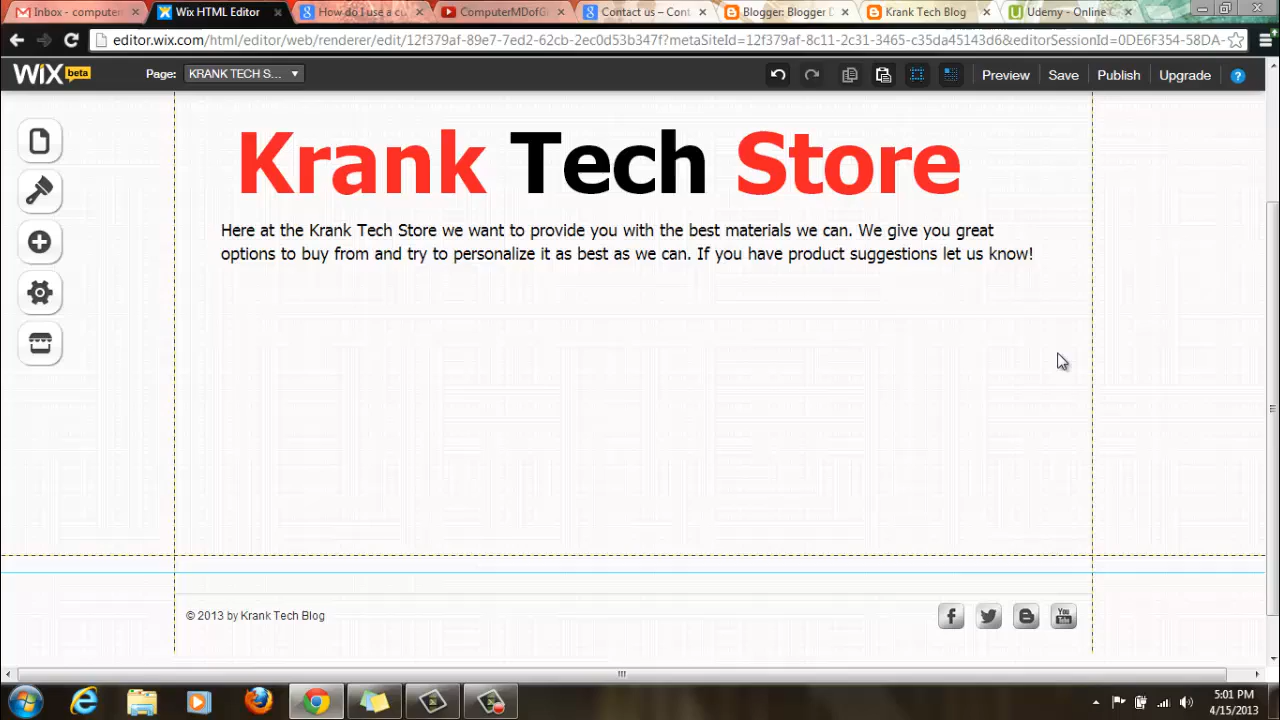 Inbox - computerm
Wix HTML Editor
How do I use a cu
ComputerMDofGr
Contact us – Cont
Blogger: Blogger D
Krank Tech Blog
Udemy - Online C
editor.wix.com/html/editor/web/renderer/edit/12f379af-89e7-7ed2-62cb-2ec0d53b347f?metaSiteId=12f379af-8c11-2c31-3465-c35da45143d6&editorSessionId=0DE6F354-58DA-
WiX beta
Page: KRANK TECH S...
Preview Save Publish Upgrade ?
Krank Tech Store
Here at the Krank Tech Store we want to provide you with the best materials we can. We give you great
options to buy from and try to personalize it as best as we can. If you have product suggestions let us know!
© 2013 by Krank Tech Blog
You Tube
5:01 PM
4/15/2013